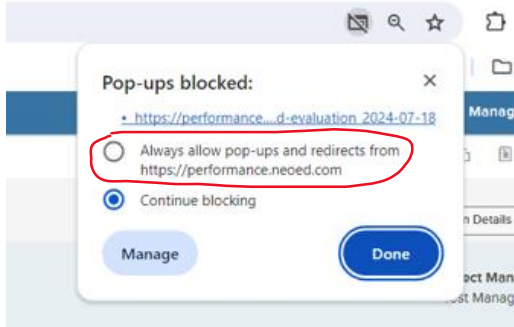 Pop-ups blocked:
• https://performance....d-evaluation_2024-07-18
Manag
Always allow pop-ups and redirects from
https://performance.neoed.com
Continue blocking
n Details
Manage
Done
ect Man
Manag